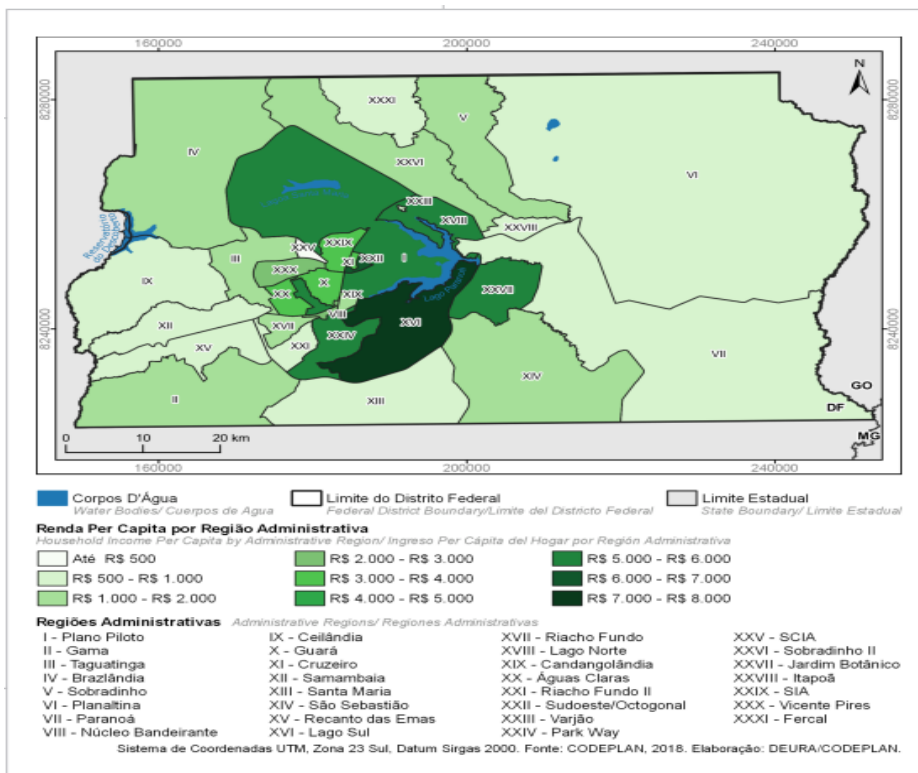 160000 200000 240000
N
8280000 8280000
XXXI
V
IV
XXVI
VI
XXIII
XVIII
Reservatório do Descoberto
XXVIII
XXV XXIX
III XI XXII I
XXX
IX X
Lago Paranoá
XX XIX XXVII
VIII
XII XVII XXIV XVI
8240000 8240000
XXI
XV
VII
XIV
II XIII
GO
DF
MG
0 10 20 km
160000 200000 240000
Corpos D'Água Limite do Distrito Federal Limite Estadual
Water Bodies/ Cuerpos de Agua Federal District Boundary/Limite del Districto Federal State Boundary/ Limite Estadual
Renda Per Capita por Região Administrativa
Household Income Per Capita by Administrative Region/ Ingreso Per Cápita del Hogar por Región Administrativa
Até R$ 500 R$ 2.000 - R$ 3.000 R$ 5.000 - R$ 6.000
R$ 500 - R$ 1.000 R$ 3.000 - R$ 4.000 R$ 6.000 - R$ 7.000
R$ 1.000 - R$ 2.000 R$ 4.000 - R$ 5.000 R$ 7.000 - R$ 8.000
Regiões Administrativas Administrative Regions/ Regiones Administrativas
I - Plano Piloto IX - Ceilândia XVII - Riacho Fundo XXV - SCIA
II - Gama X - Guará XVIII - Lago Norte XXVI - Sobradinho II
III - Taguatinga XI - Cruzeiro XIX - Candangolândia XXVII - Jardim Botânico
IV - Brazlândia XII - Samambaia XX - Águas Claras XXVIII - Itapoã
V - Sobradinho XIII - Santa Maria XXI - Riacho Fundo II XXIX - SIA
VI - Planaltina XIV - São Sebastião XXII - Sudoeste/Octogonal XXX - Vicente Pires
VII - Paranoá XV - Recanto das Emas XXIII - Varjão XXXI - Fercal
VIII - Núcleo Bandeirante XVI - Lago Sul XXIV - Park Way
Sistema de Coordenadas UTM, Zona 23 Sul, Datum Sirgas 2000. Fonte: CODEPLAN, 2018. Elaboração: DEURA/CODEPLAN.